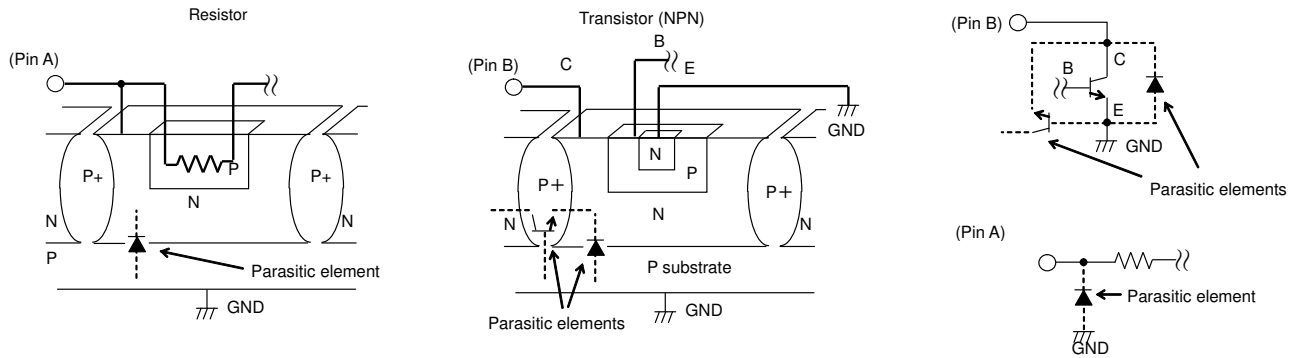 Resistor
(Pin A)
P+
P
P+
N
N
N
P
Parasitic element
GND
Transistor (NPN)
B
(Pin B)
C
E
GND
N
P+
P
P+
N
N
N
P substrate
Parasitic elements
GND
(Pin B)
C
B
E
GND
Parasitic elements
(Pin A)
Parasitic element
GND